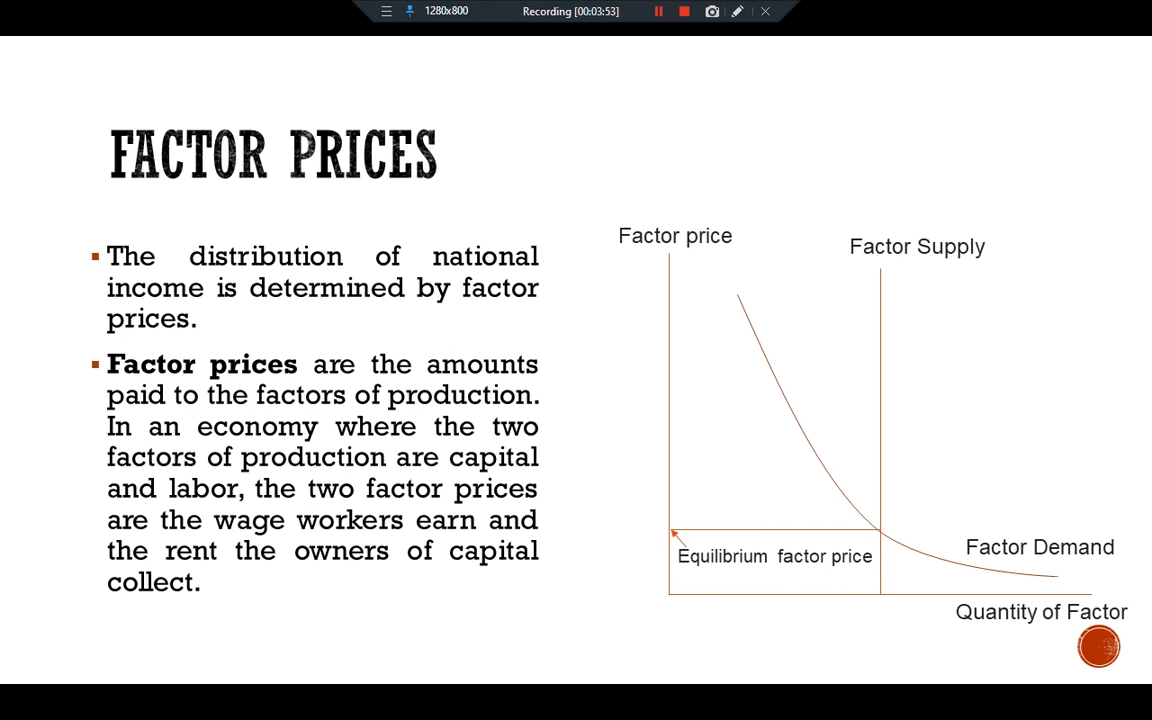 1280x800
Recording [00:03:53]
FACTOR PRICES
▪ The distribution of national
income is determined by factor
prices.
▪ Factor prices are the amounts
paid to the factors of production.
In an economy where the two
factors of production are capital
and labor, the two factor prices
are the wage workers earn and
the rent the owners of capital
collect.
Factor price
Factor Supply
Factor Demand
Equilibrium factor price
Quantity of Factor